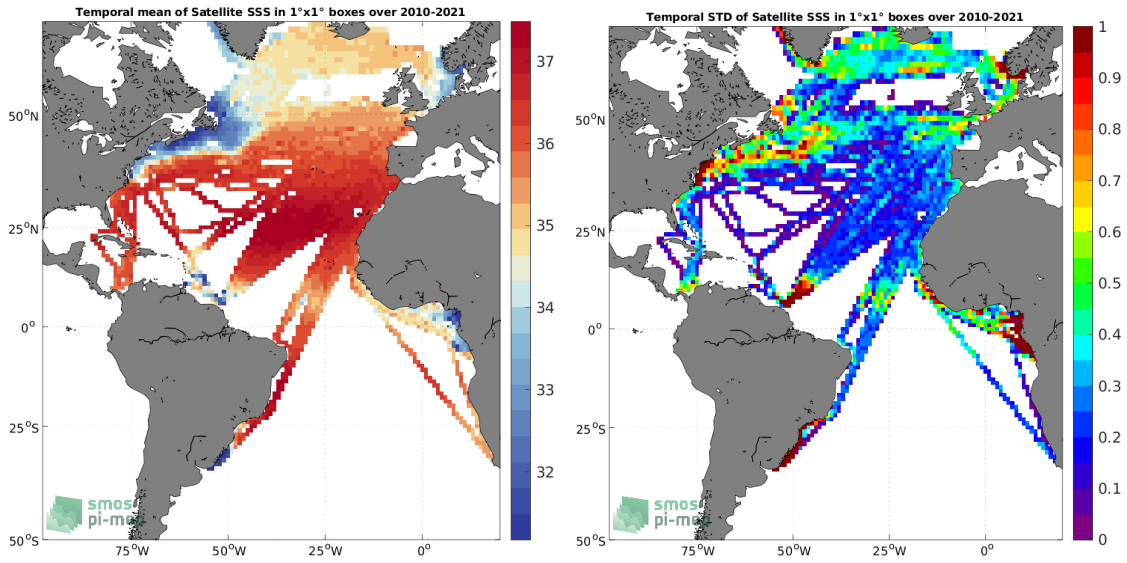 Temporal mean of Satellite SSS in 1°x1° boxes over 2010-2021
50°N
25°N
0°
25°S
50°S
75°W
50°W
25°W
0°
37
36
35
34
33
32
smos
pi-mep
Temporal STD of Satellite SSS in 1°x1° boxes over 2010-2021
50°N
25°N
0°
25°S
50°S
75°W
50°W
25°W
0°
1
0.9
0.8
0.7
0.6
0.5
0.4
0.3
0.2
0.1
0
smos
pi-mep